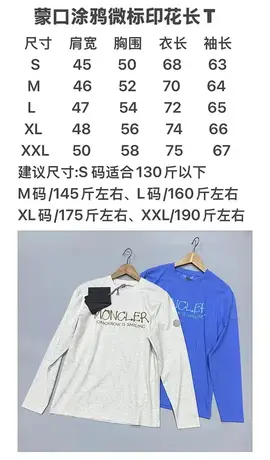 蒙口涂鸦微标印花长T
尺寸 肩宽 胸围 衣长 袖长
S 45 50 68 63
M 46 52 70 64
L 47 54 72 65
XL 48 56 74 66
XXL 50 58 75 67
建议尺寸:S码适合130斤以下
M码/145斤左右、L码/160斤左右
XL码/175斤左右、XXL/190斤左右
MONCLER
TOMORROW IS SMILING
MONCLER